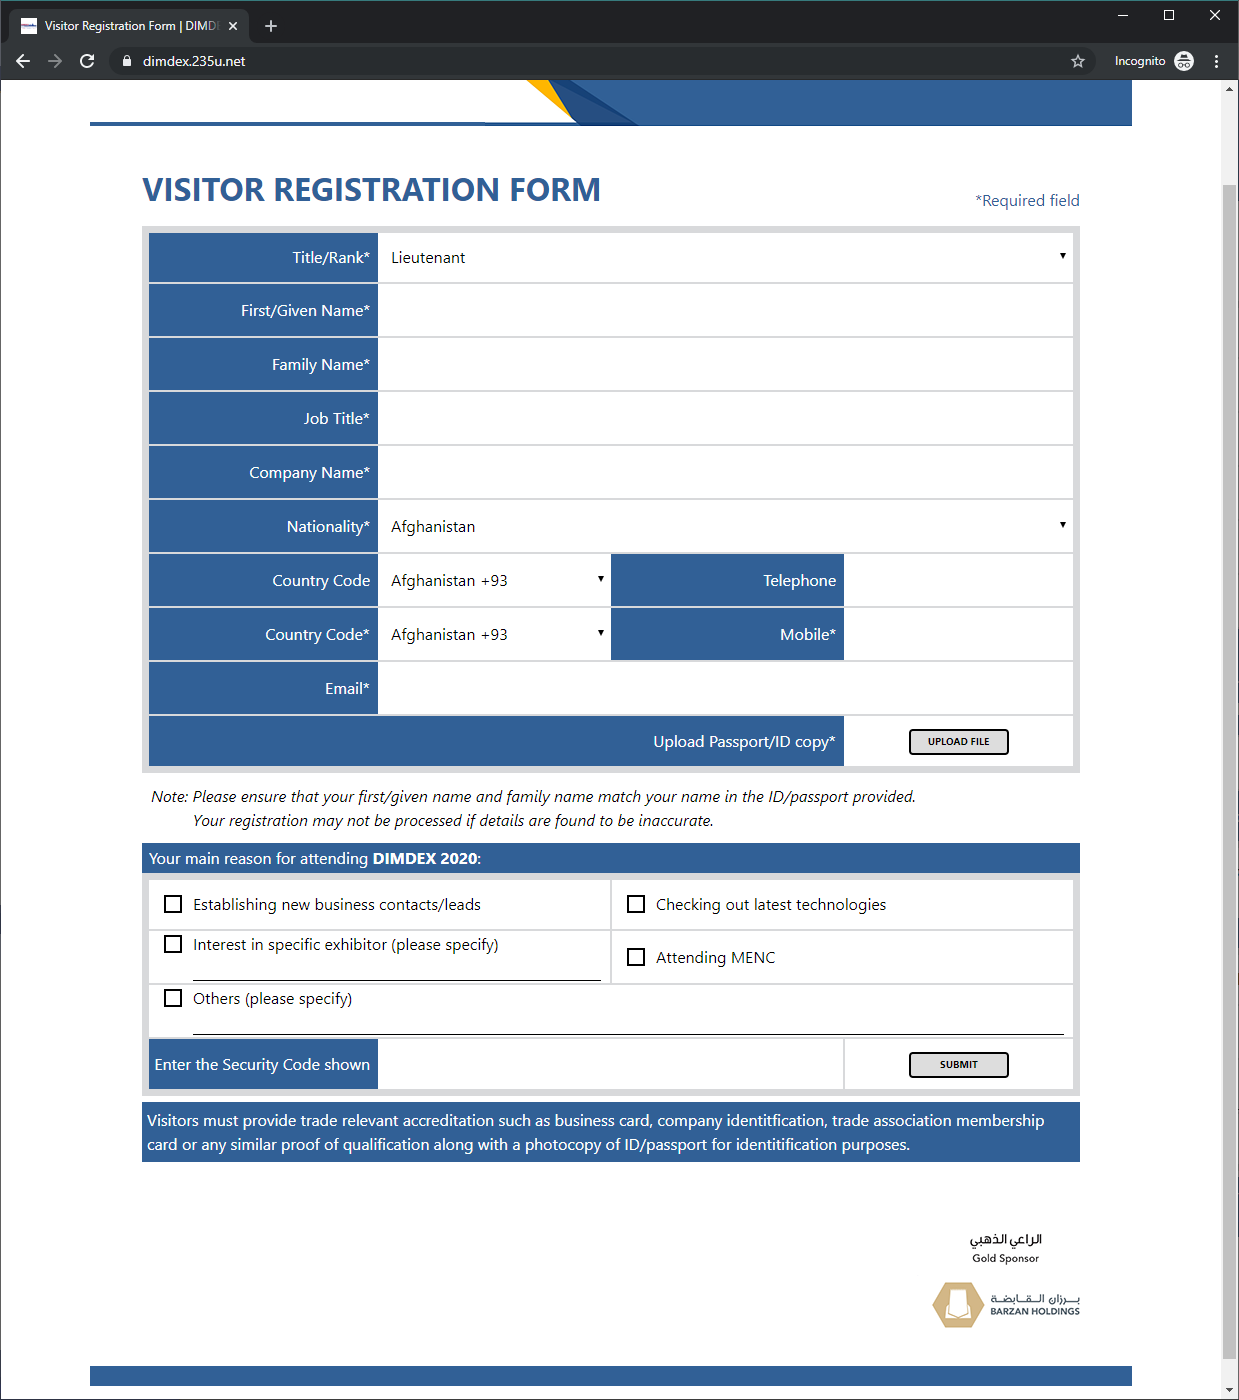 Visitor Registration Form | DIMD
dimdex.235u.net
Incognito
VISITOR REGISTRATION FORM
*Required field
Title/Rank*
Lieutenant
First/Given Name*
Family Name*
Job Title*
Company Name*
Nationality*
Afghanistan
Country Code
Afghanistan +93
Telephone
Country Code*
Afghanistan +93
Mobile*
Email*
Upload Passport/ID copy*
UPLOAD FILE
Note: Please ensure that your first/given name and family name match your name in the ID/passport provided.
Your registration may not be processed if details are found to be inaccurate.
Your main reason for attending DIMDEX 2020:
Establishing new business contacts/leads
Checking out latest technologies
Interest in specific exhibitor (please specify)
Attending MENC
Others (please specify)
Enter the Security Code shown
SUBMIT
Visitors must provide trade relevant accreditation such as business card, company identitfication, trade association membership
card or any similar proof of qualification along with a photocopy of ID/passport for identitification purposes.
الراعي الذهبي
Gold Sponsor
بـــرزان الـقـــابـضـة
BARZAN HOLDINGS